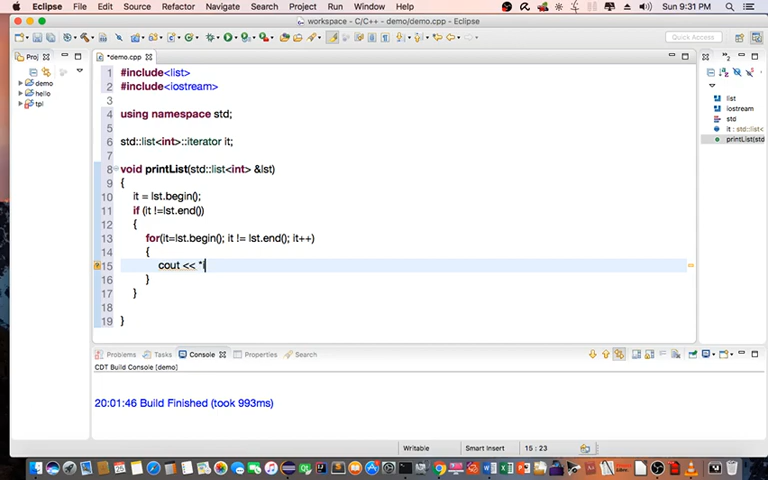 Eclipse File Edit Source Refactor Navigate Search Project Run Window Help Sun 9:31 PM
workspace - C/C++ - demo/demo.cpp - Eclipse
Quick Access
Proj
*demo.cpp
demo
hello
tpl
1 #include<list>
2 #include<iostream>
3
4 using namespace std;
5
6 std::list<int>::iterator it;
7
8 void printList(std::list<int> &lst)
9 {
10 it = lst.begin();
11 if (it !=lst.end())
12 {
13 for(it=lst.begin(); it != lst.end(); it++)
14 {
15 cout << *i
16 }
17 }
18
19 }
list
iostream
std
it : std::list<
printList(std
Problems Tasks Console Properties Search
CDT Build Console [demo]
20:01:46 Build Finished (took 993ms)
Writable Smart Insert 15 : 23